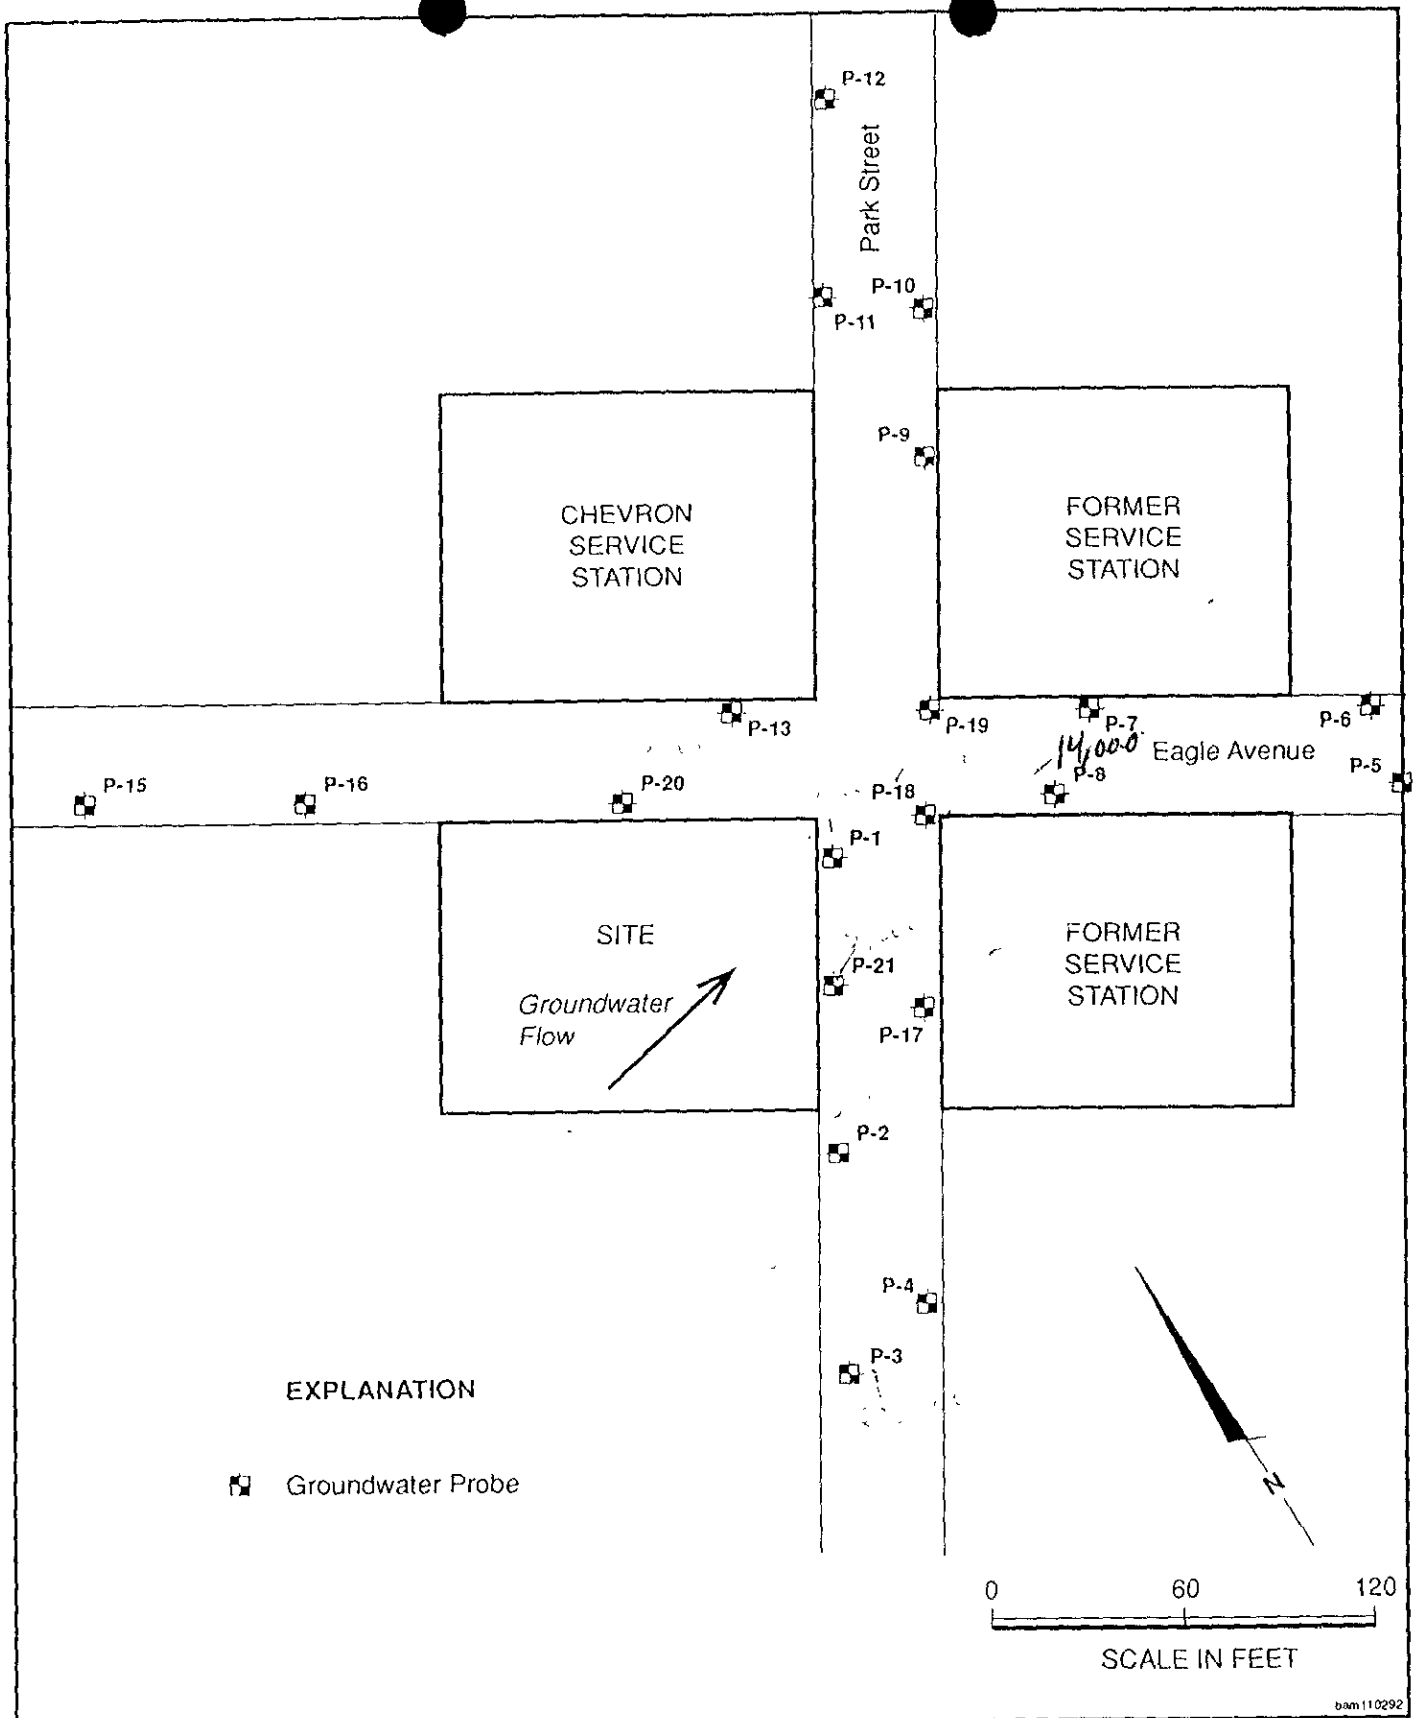 P-12
Park Street
P-10
P-11
P-9
CHEVRON
SERVICE
STATION
FORMER
SERVICE
STATION
P-13
P-19
P-7
P-6
14,000
Eagle Avenue
P-5
P-8
P-15
P-16
P-20
P-18
P-1
SITE
FORMER
SERVICE
STATION
P-21
Groundwater
Flow
P-17
P-2
P-4
P-3
EXPLANATION
Groundwater Probe
N
0 60 120
SCALE IN FEET
bam110292